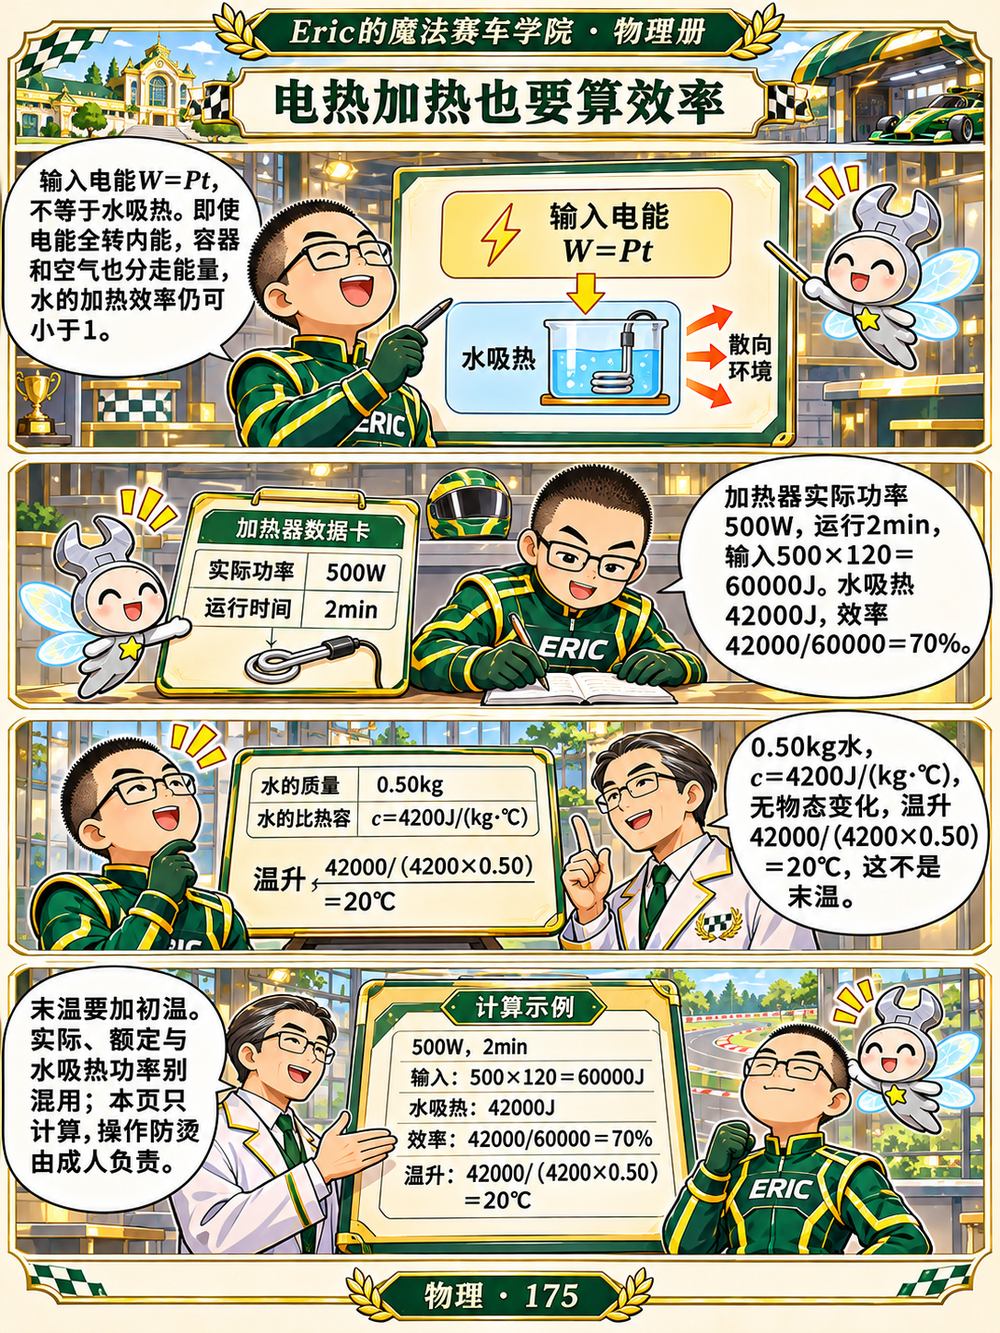 Eric的魔法赛车学院·物理册
电热加热也要算效率
输入电能W=Pt,
不等于水吸热。即使
电能全转内能，容器
和空气也分走能量，
水的加热效率仍可
小于1。
输入电能
W=Pt
水吸热
散向
环境
ERIC
加热器数据卡
实际功率 500W
运行时间 2min
ERIC
加热器实际功率
500W，运行2min，
输入500×120=
60000J。水吸热
42000J，效率
42000/60000=70%。
ERIC
水的质量 0.50kg
水的比热容 c=4200J/(kg·℃)
温升 42000/(4200×0.50)
=20℃
0.50kg水，
c=4200J/(kg·℃)，
无物态变化，温升
42000/(4200×0.50)
=20℃，这不是
末温。
末温要加初温。
实际、额定与
水吸热功率别
混用；本页只
计算，操作防烫
由成人负责。
计算示例
500W，2min
输入：500×120=60000J
水吸热：42000J
效率：42000/60000=70%
温升：42000/(4200×0.50)
=20℃
ERIC
物理·175